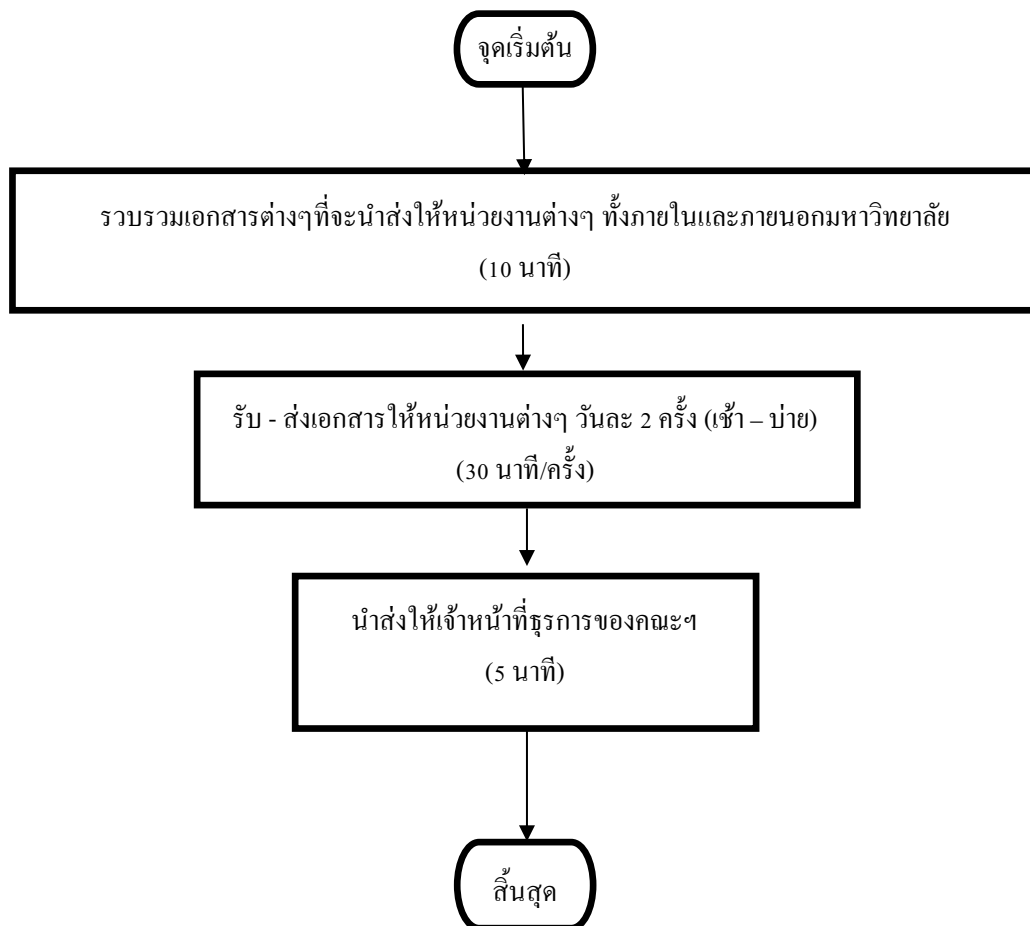 จุดเริ่มต้น
รวบรวมเอกสารต่างๆที่จะนำส่งให้หน่วยงานต่างๆ ทั้งภายในและภายนอกมหาวิทยาลัย
(10 นาที)
รับ - ส่งเอกสารให้หน่วยงานต่างๆ วันละ 2 ครั้ง (เช้า – บ่าย)
(30 นาที/ครั้ง)
นำส่งให้เจ้าหน้าที่ธุรการของคณะฯ
(5 นาที)
สิ้นสุด